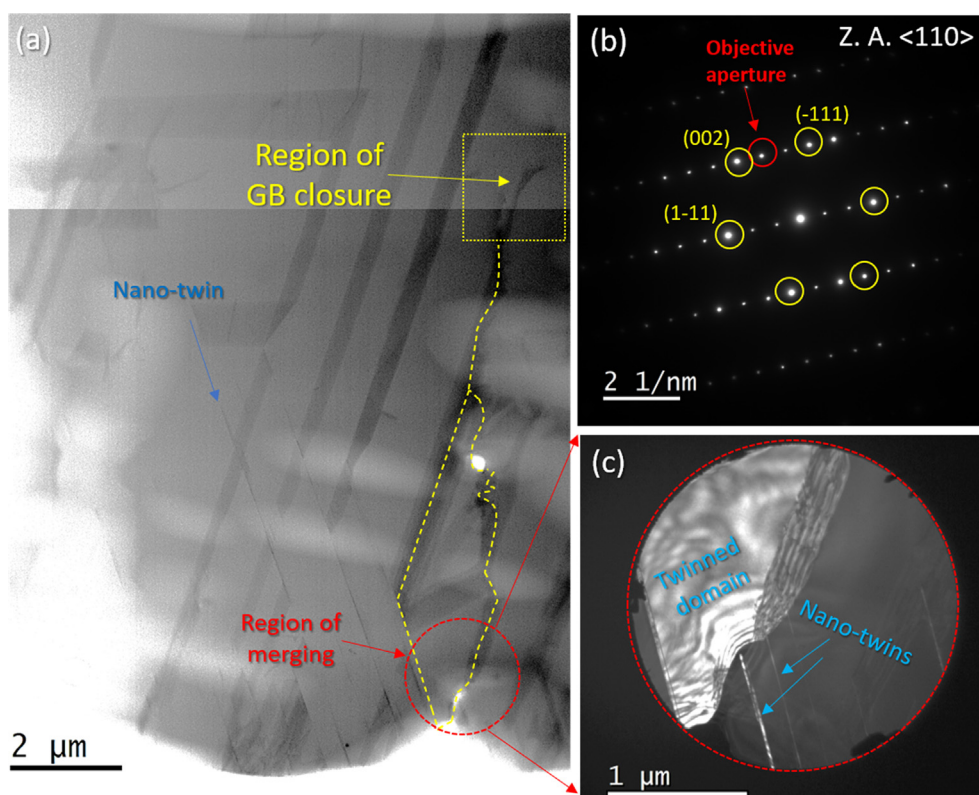 (a)
Region of
GB closure
Nano-twin
Region of
merging
2 μm
(b)
Z. A. <110>
Objective
aperture
(-111)
(002)
(1-11)
2 1/nm
(c)
Twinned
domain
Nano-twins
1 μm